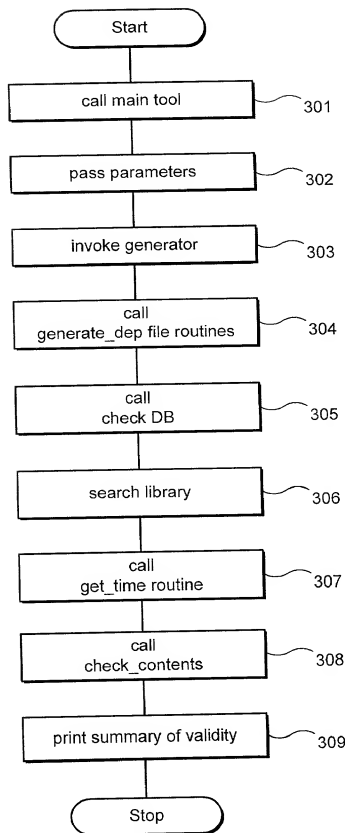 Start
call main tool
301
pass parameters
302
invoke generator
303
call
generate_dep file routines
304
call
check DB
305
search library
306
call
get_time routine
307
call
check_contents
308
print summary of validity
309
Stop